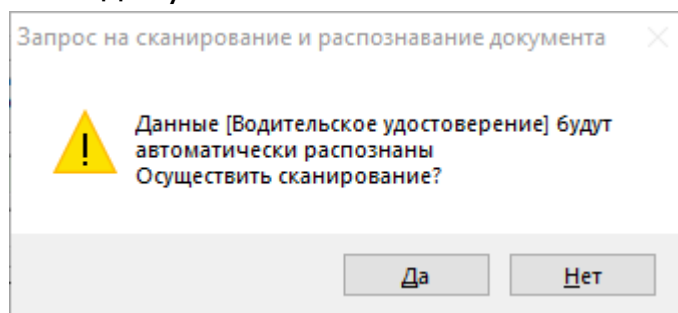 Запрос на сканирование и распознавание документа
Данные [Водительское удостоверение] будут
автоматически распознаны
Осуществить сканирование?
Да
Нет